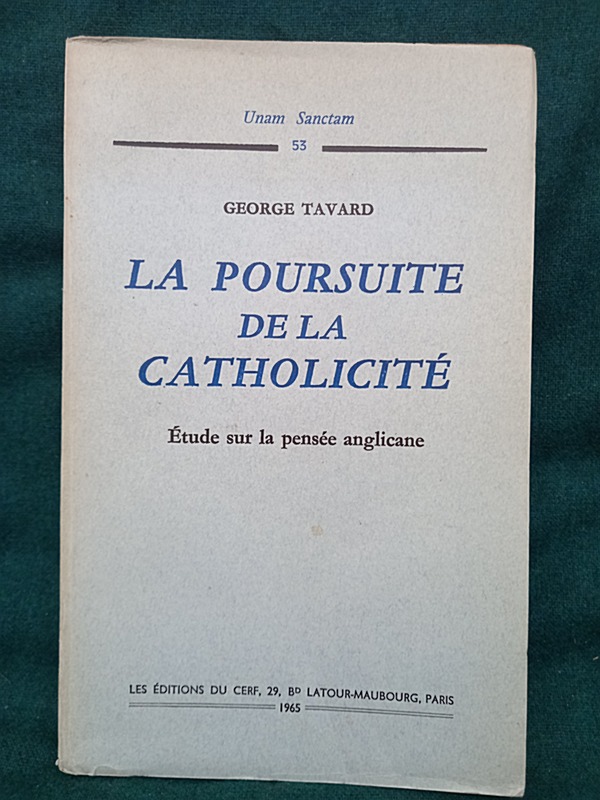 Unam Sanctam
53
GEORGE TAVARD
LA POURSUITE
DE LA
CATHOLICITÉ
Étude sur la pensée anglicane
LES ÉDITIONS DU CERF, 29, Bᴰ LATOUR-MAUBOURG, PARIS
1965